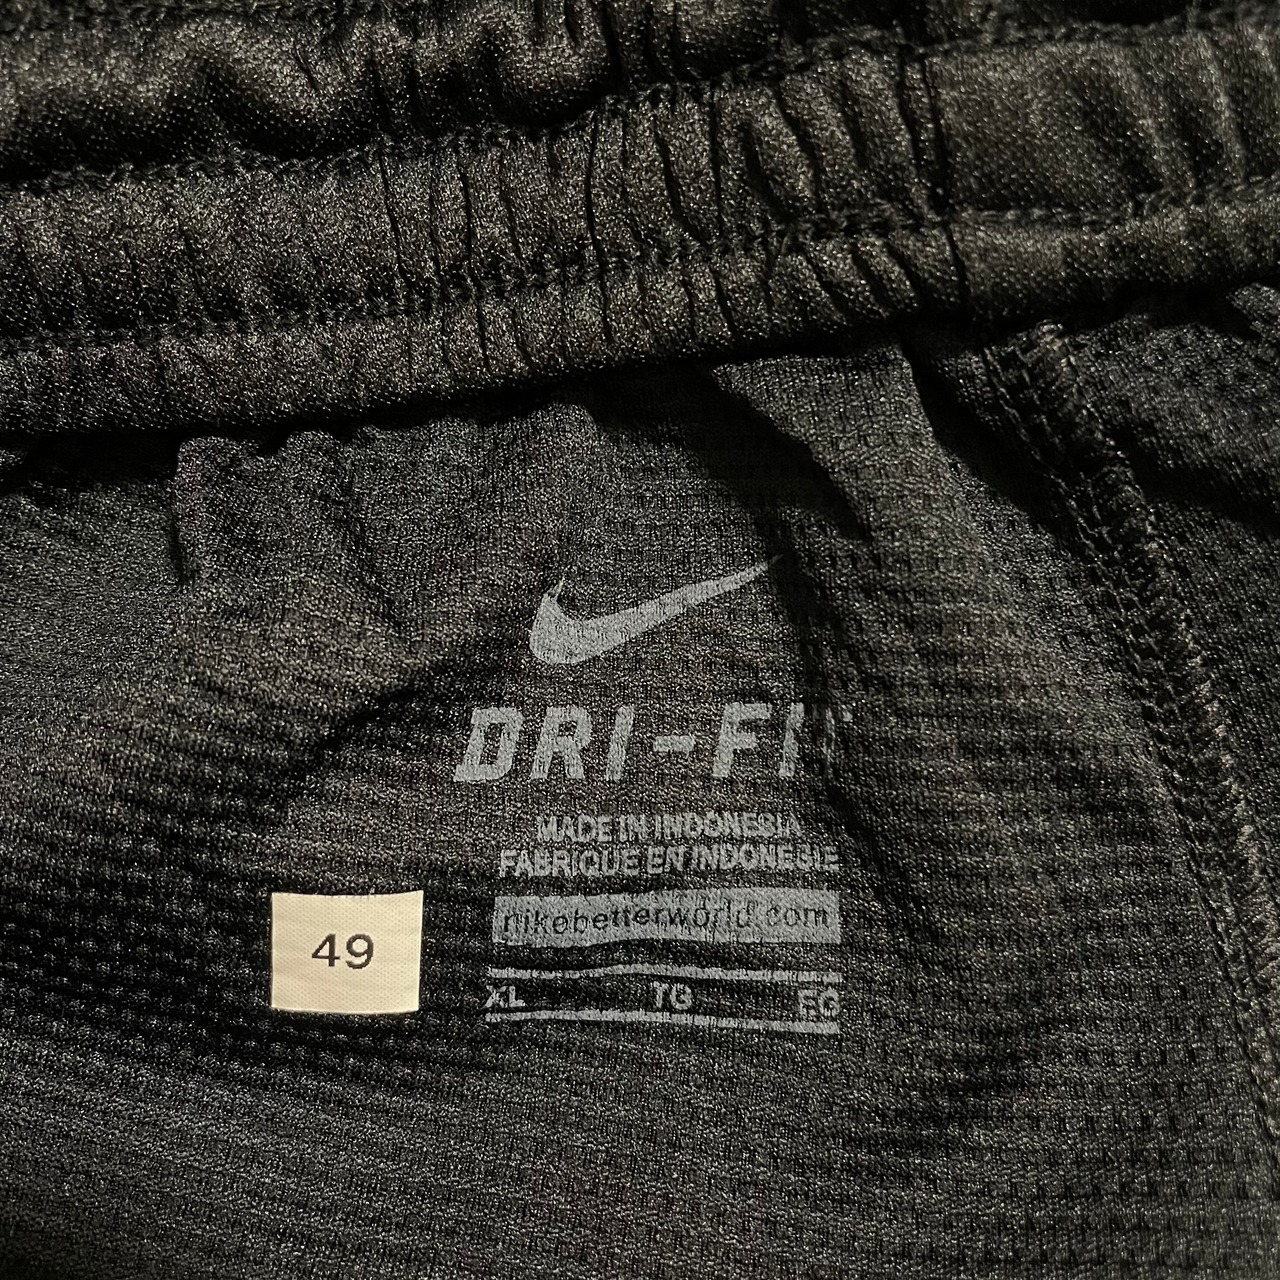 DRI-FIT
MADE IN INDONESIA
FABRIQUE EN INDONESIE
nikebetterworld.com
49
XL TG EG